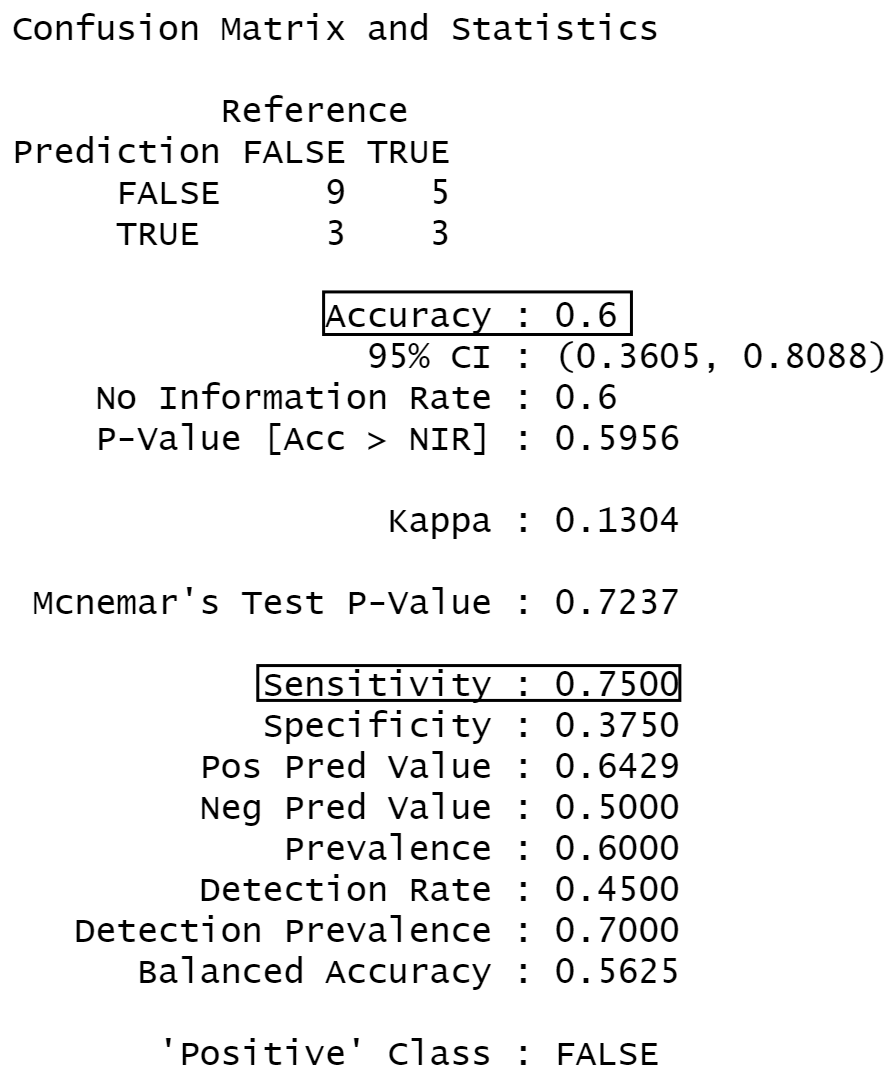 Confusion Matrix and Statistics
Reference
Prediction FALSE TRUE
FALSE 9 5
TRUE 3 3
Accuracy : 0.6
95% CI : (0.3605, 0.8088)
No Information Rate : 0.6
P-Value [Acc > NIR] : 0.5956
Kappa : 0.1304
Mcnemar's Test P-Value : 0.7237
Sensitivity : 0.7500
Specificity : 0.3750
Pos Pred Value : 0.6429
Neg Pred Value : 0.5000
Prevalence : 0.6000
Detection Rate : 0.4500
Detection Prevalence : 0.7000
Balanced Accuracy : 0.5625
'Positive' Class : FALSE